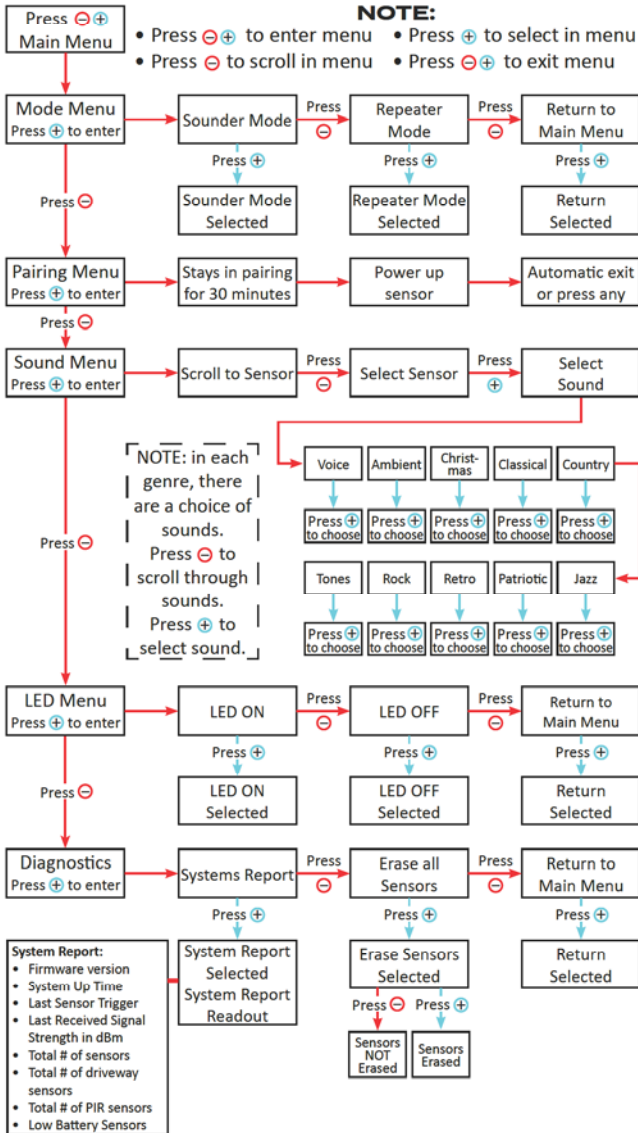 Press ⊖⊕
Main Menu
NOTE:
• Press ⊖⊕ to enter menu
• Press ⊕ to select in menu
• Press ⊖ to scroll in menu
• Press ⊖⊕ to exit menu
Mode Menu
Press ⊕ to enter
Sounder Mode
Press
⊖
Repeater
Mode
Press
⊖
Return to
Main Menu
Press ⊕
Press ⊕
Press ⊕
Sounder Mode
Selected
Repeater Mode
Selected
Return
Selected
Press ⊖
Pairing Menu
Press ⊕ to enter
Stays in pairing
for 30 minutes
Power up
sensor
Automatic exit
or press any
Press ⊖
Sound Menu
Press ⊕ to enter
Scroll to Sensor
Press
⊖
Select Sensor
Press
⊕
Select
Sound
NOTE: in each
genre, there
are a choice of
sounds.
Press ⊖ to
scroll through
sounds.
Press ⊕ to
select sound.
Voice
Ambient
Christ-
mas
Classical
Country
Press ⊕
to choose
Press ⊕
to choose
Press ⊕
to choose
Press ⊕
to choose
Press ⊕
to choose
Tones
Rock
Retro
Patriotic
Jazz
Press ⊕
to choose
Press ⊕
to choose
Press ⊕
to choose
Press ⊕
to choose
Press ⊕
to choose
Press ⊖
LED Menu
Press ⊕ to enter
LED ON
Press
⊖
LED OFF
Press
⊖
Return to
Main Menu
Press ⊕
Press ⊕
Press ⊕
LED ON
Selected
LED OFF
Selected
Return
Selected
Press ⊖
Diagnostics
Press ⊕ to enter
Systems Report
Press
⊖
Erase all
Sensors
Press
⊖
Return to
Main Menu
Press ⊕
Press ⊕
Press ⊕
System Report
Selected
System Report
Readout
Erase Sensors
Selected
Return
Selected
Press ⊖
Press ⊕
Sensors
NOT
Erased
Sensors
Erased
System Report:
• Firmware version
• System Up Time
• Last Sensor Trigger
• Last Received Signal
Strength in dBm
• Total # of sensors
• Total # of driveway
sensors
• Total # of PIR sensors
• Low Battery Sensors